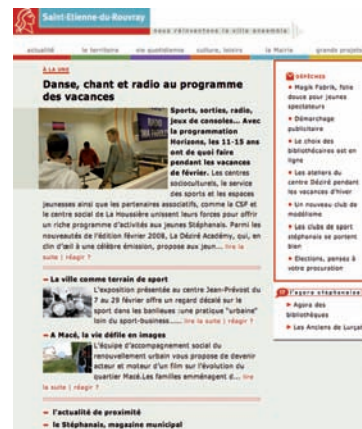 Saint-Etienne-du-Rouvray
nous réinventons la ville ensemble
actualité le territoire vie quotidienne culture, loisirs la Mairie grands projets
À LA UNE
Danse, chant et radio au programme
des vacances
Sports, sorties, radio,
jeux de consoles... Avec
la programmation
Horizons, les 11-15 ans
ont de quoi faire
pendant les vacances
de février. Les centres
socioculturels, le service
des sports et les espaces
jeunesses ainsi que les partenaires associatifs, comme le CSF et
le centre social de La Houssière unissent leurs forces pour offrir
un riche programme d'activités aux jeunes Stéphanais. Parmi les
nouveautés de l'édition février 2008, La Déziré Académy, qui, en
clin d'œil à une célèbre émission, propose aux jeun... lire la
suite | réagir ?
La ville comme terrain de sport
L'exposition présentée au centre Jean-Prévost du
7 au 29 février offre un regard décalé sur le
sport dans les banlieues : une pratique "urbaine"
loin du sport-business..... lire la suite | réagir ?
A Macé, la vie défile en images
L'équipe d'accompagnement social du
renouvellement urbain vous propose de devenir
acteur et moteur d'un film sur l'évolution du
quartier Macé.Les familles emménagent d... lire
la suite | réagir ?
l'actualité de proximité
le Stéphanais, magazine municipal
DÉPÊCHES
Magik Fabrik, folie
douce pour jeunes
spectateurs
Démarchage
publicitaire
Le choix des
bibliothécaires est en
ligne
Les ateliers du
centre Déziré pendant
les vacances d'hiver
Un nouveau club de
modélisme
Les clubs de sport
stéphanais se portent
bien
Elections, pensez à
votre procuration
l'agora stéphanaise
Agora des
bibliothèques
Les Anciens de Lurçat